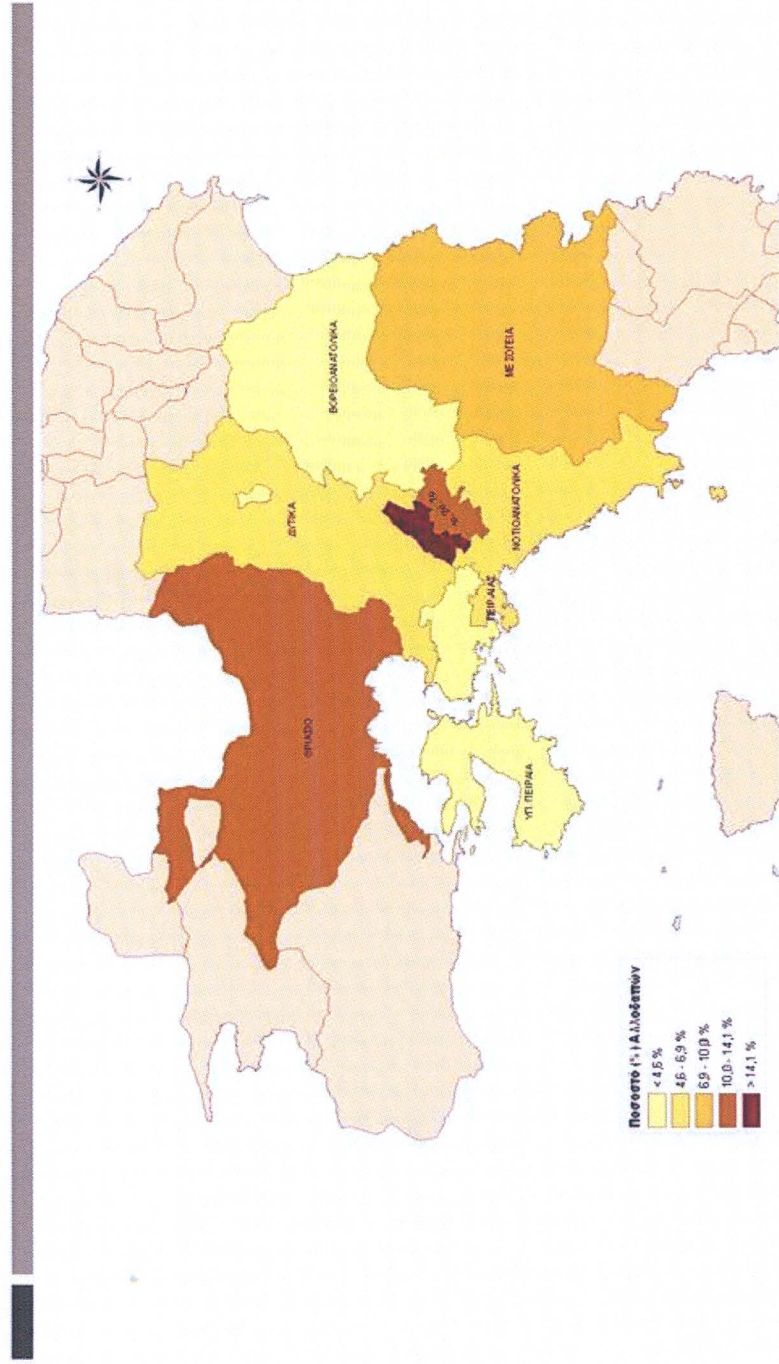 ΒΟΡΕΙΟΑΝΑΤΟΛΙΚΑ
ΔΥΤΙΚΑ
ΘΡΙΑΣΙΟ
ΜΕΣΟΓΕΙΑ
ΝΟΤΙΟΑΝΑΤΟΛΙΚΑ
ΠΕΙΡΑΙΑΣ
ΥΠ. ΠΕΙΡΑΙΑ
Ποσοστό (%) Αλλοδαπών
< 4,6 %
4,6 - 6,9 %
6,9 - 10,0 %
10,0 - 14,1 %
> 14,1 %